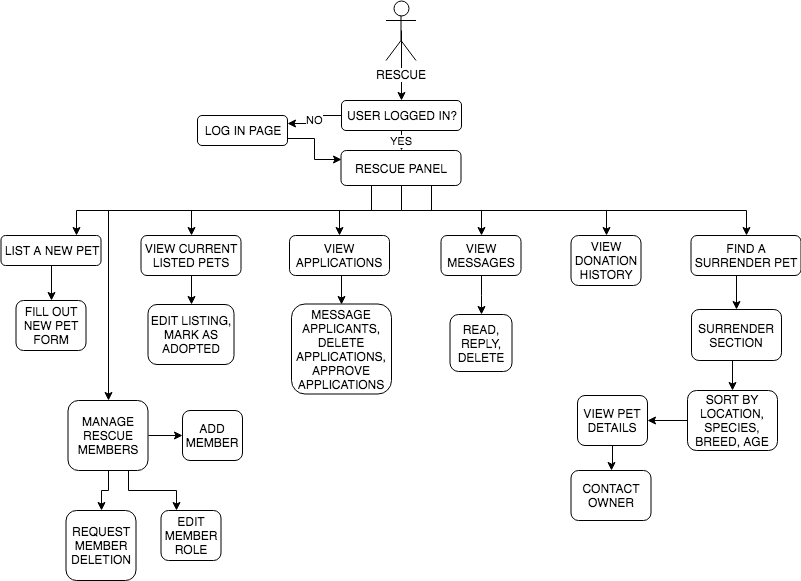 RESCUE
USER LOGGED IN?
NO
LOG IN PAGE
YES
RESCUE PANEL
LIST A NEW PET
VIEW CURRENT
LISTED PETS
VIEW
APPLICATIONS
VIEW
MESSAGES
VIEW
DONATION
HISTORY
FIND A
SURRENDER PET
FILL OUT
NEW PET
FORM
EDIT LISTING,
MARK AS
ADOPTED
MESSAGE
APPLICANTS,
DELETE
APPLICATIONS,
APPROVE
APPLICATIONS
READ,
REPLY,
DELETE
SURRENDER
SECTION
MANAGE
RESCUE
MEMBERS
ADD
MEMBER
VIEW PET
DETAILS
SORT BY
LOCATION,
SPECIES,
BREED, AGE
CONTACT
OWNER
REQUEST
MEMBER
DELETION
EDIT
MEMBER
ROLE